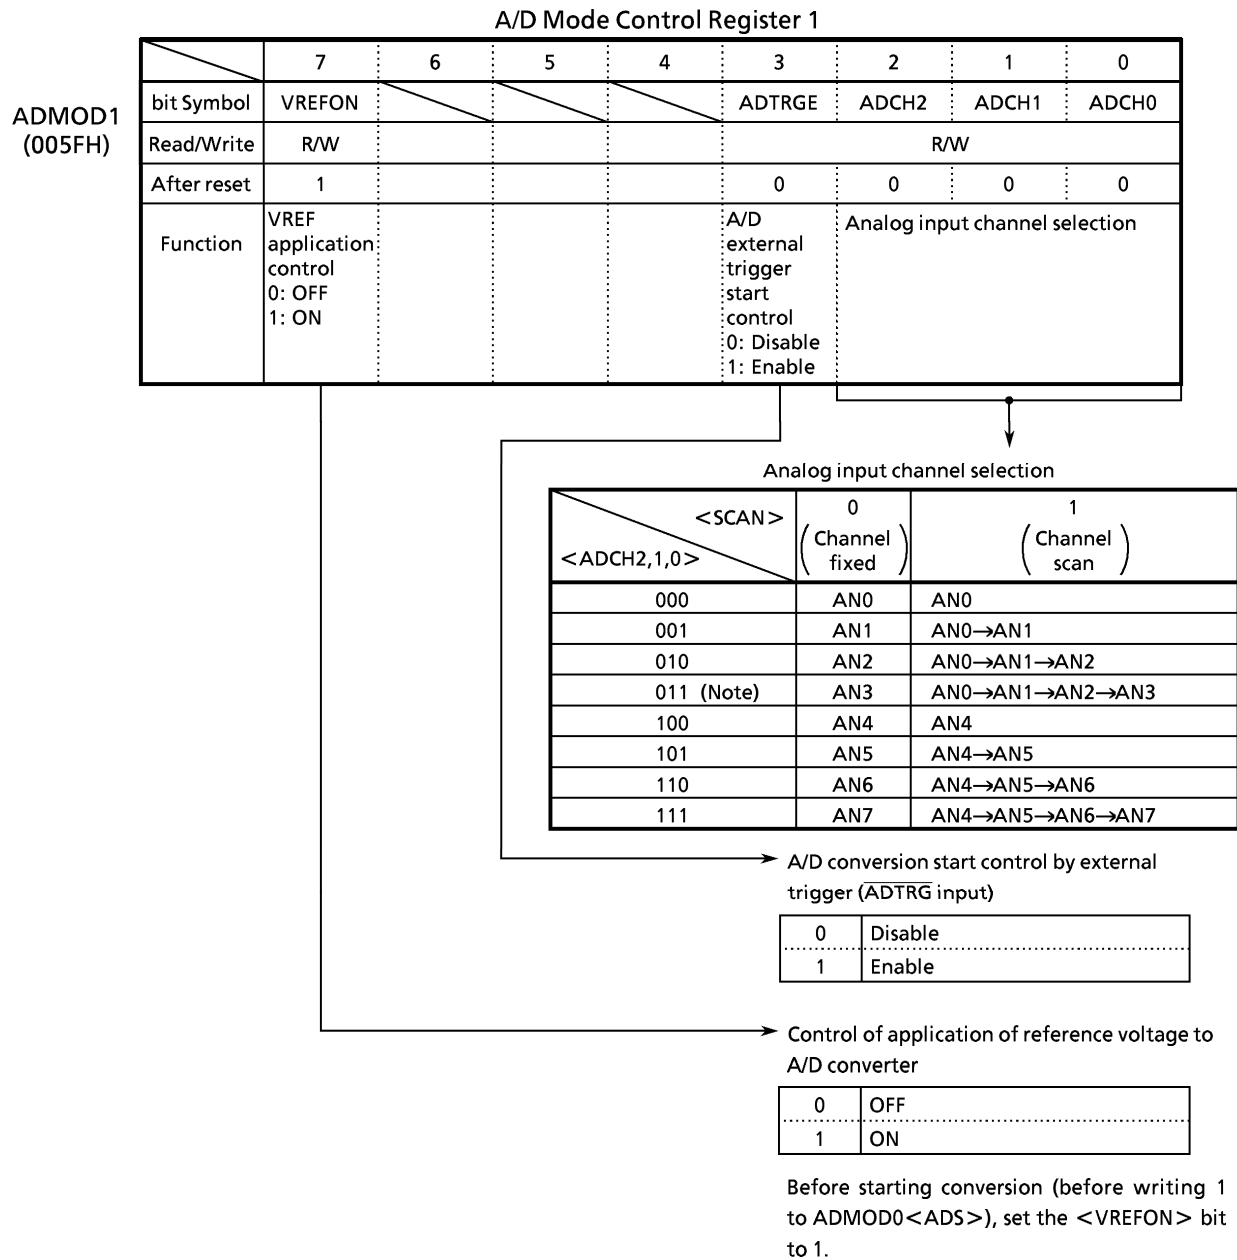 A/D Mode Control Register 1
7 6 5 4 3 2 1 0
ADMOD1
(005FH)
bit Symbol VREFON ADTRGE ADCH2 ADCH1 ADCH0
Read/Write R/W R/W
After reset 1 0 0 0 0
Function
VREF
application
control
0: OFF
1: ON
A/D
external
trigger
start
control
0: Disable
1: Enable
Analog input channel selection
Analog input channel selection
<SCAN>
<ADCH2,1,0>
0
(Channel
fixed)
1
(Channel
scan)
000 AN0 AN0
001 AN1 AN0→AN1
010 AN2 AN0→AN1→AN2
011 (Note) AN3 AN0→AN1→AN2→AN3
100 AN4 AN4
101 AN5 AN4→AN5
110 AN6 AN4→AN5→AN6
111 AN7 AN4→AN5→AN6→AN7
A/D conversion start control by external
trigger (ADTRG input)
0 Disable
1 Enable
Control of application of reference voltage to
A/D converter
0 OFF
1 ON
Before starting conversion (before writing 1
to ADMOD0<ADS>), set the <VREFON> bit
to 1.